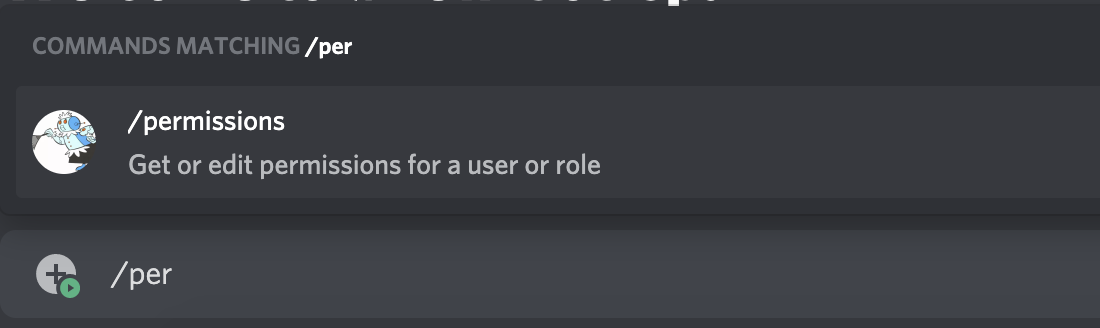 COMMANDS MATCHING /per
/permissions
Get or edit permissions for a user or role
/per